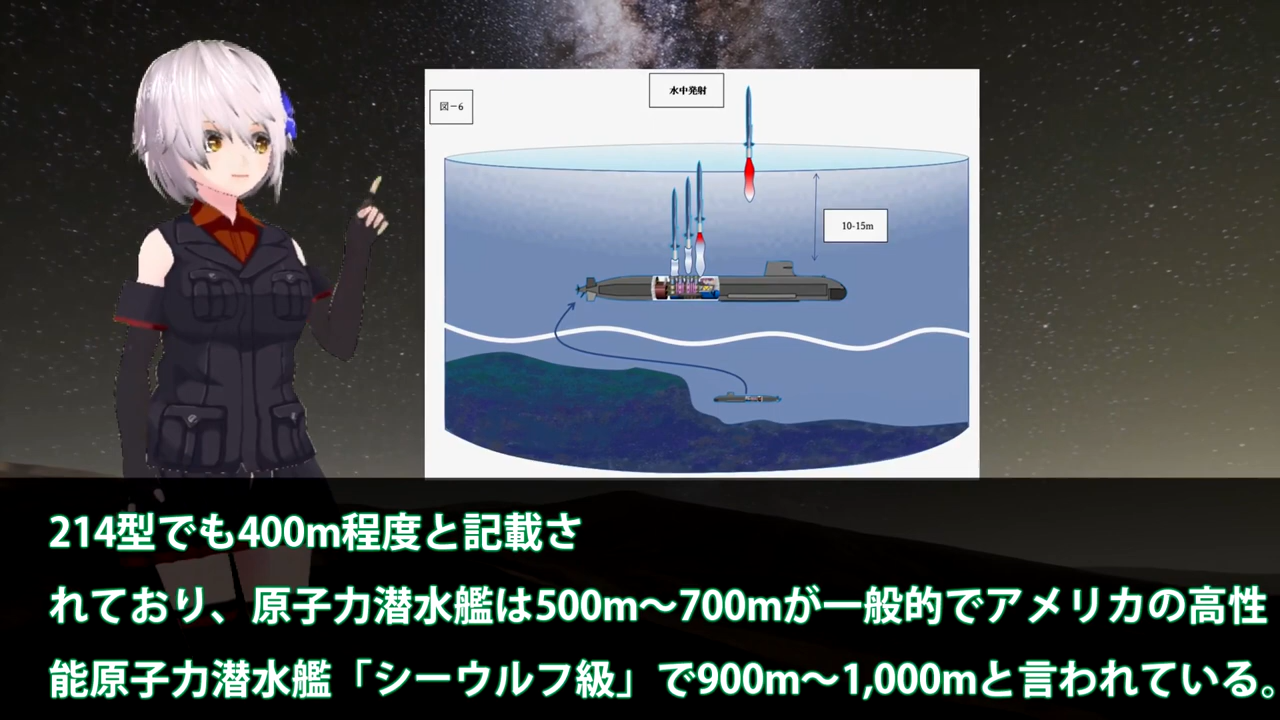 水中発射
図－6
10-15m
214型でも400m程度と記載さ
れており、原子力潜水艦は500m～700mが一般的でアメリカの高性
能原子力潜水艦「シーウルフ級」で900m～1,000mと言われている。